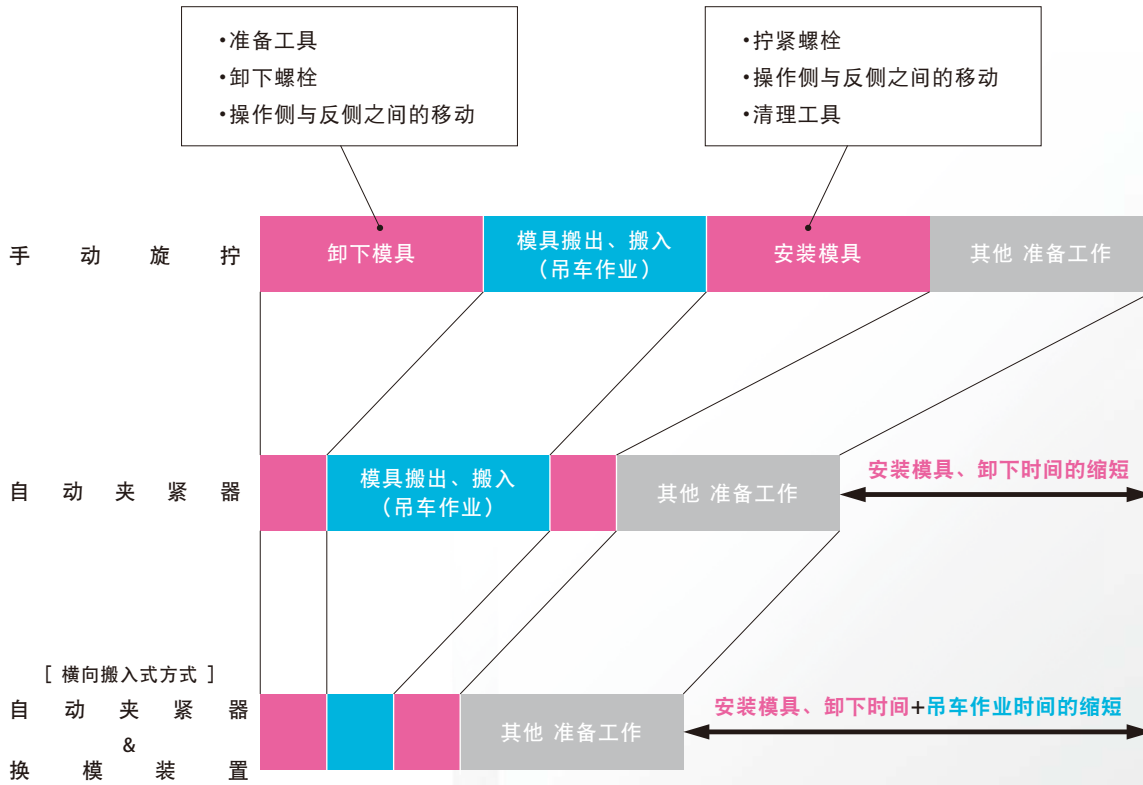 •准备工具
•卸下螺栓
•操作侧与反侧之间的移动
•拧紧螺栓
•操作侧与反侧之间的移动
•清理工具
手动旋拧
卸下模具
模具搬出、搬入
（吊车作业）
安装模具
其他 准备工作
自动夹紧器
模具搬出、搬入
（吊车作业）
其他 准备工作
安装模具、卸下时间的缩短
［ 横向搬入式方式 ］
自动夹紧器
&
换模装置
其他 准备工作
安装模具、卸下时间+吊车作业时间的缩短